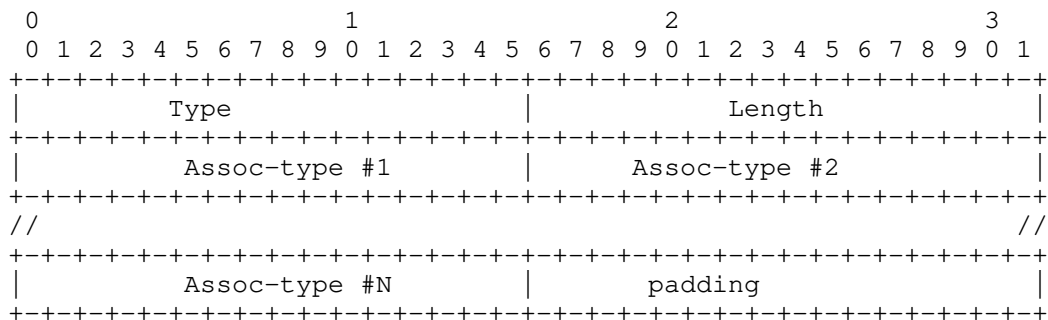 0                   1                   2                   3
 0 1 2 3 4 5 6 7 8 9 0 1 2 3 4 5 6 7 8 9 0 1 2 3 4 5 6 7 8 9 0 1
+-+-+-+-+-+-+-+-+-+-+-+-+-+-+-+-+-+-+-+-+-+-+-+-+-+-+-+-+-+-+-+-+
|         Type                  |            Length             |
+-+-+-+-+-+-+-+-+-+-+-+-+-+-+-+-+-+-+-+-+-+-+-+-+-+-+-+-+-+-+-+-+
|          Assoc-type #1        |      Assoc-type #2            |
+-+-+-+-+-+-+-+-+-+-+-+-+-+-+-+-+-+-+-+-+-+-+-+-+-+-+-+-+-+-+-+-+
//                                                             //
+-+-+-+-+-+-+-+-+-+-+-+-+-+-+-+-+-+-+-+-+-+-+-+-+-+-+-+-+-+-+-+-+
|          Assoc-type #N        |       padding                 |
+-+-+-+-+-+-+-+-+-+-+-+-+-+-+-+-+-+-+-+-+-+-+-+-+-+-+-+-+-+-+-+-+